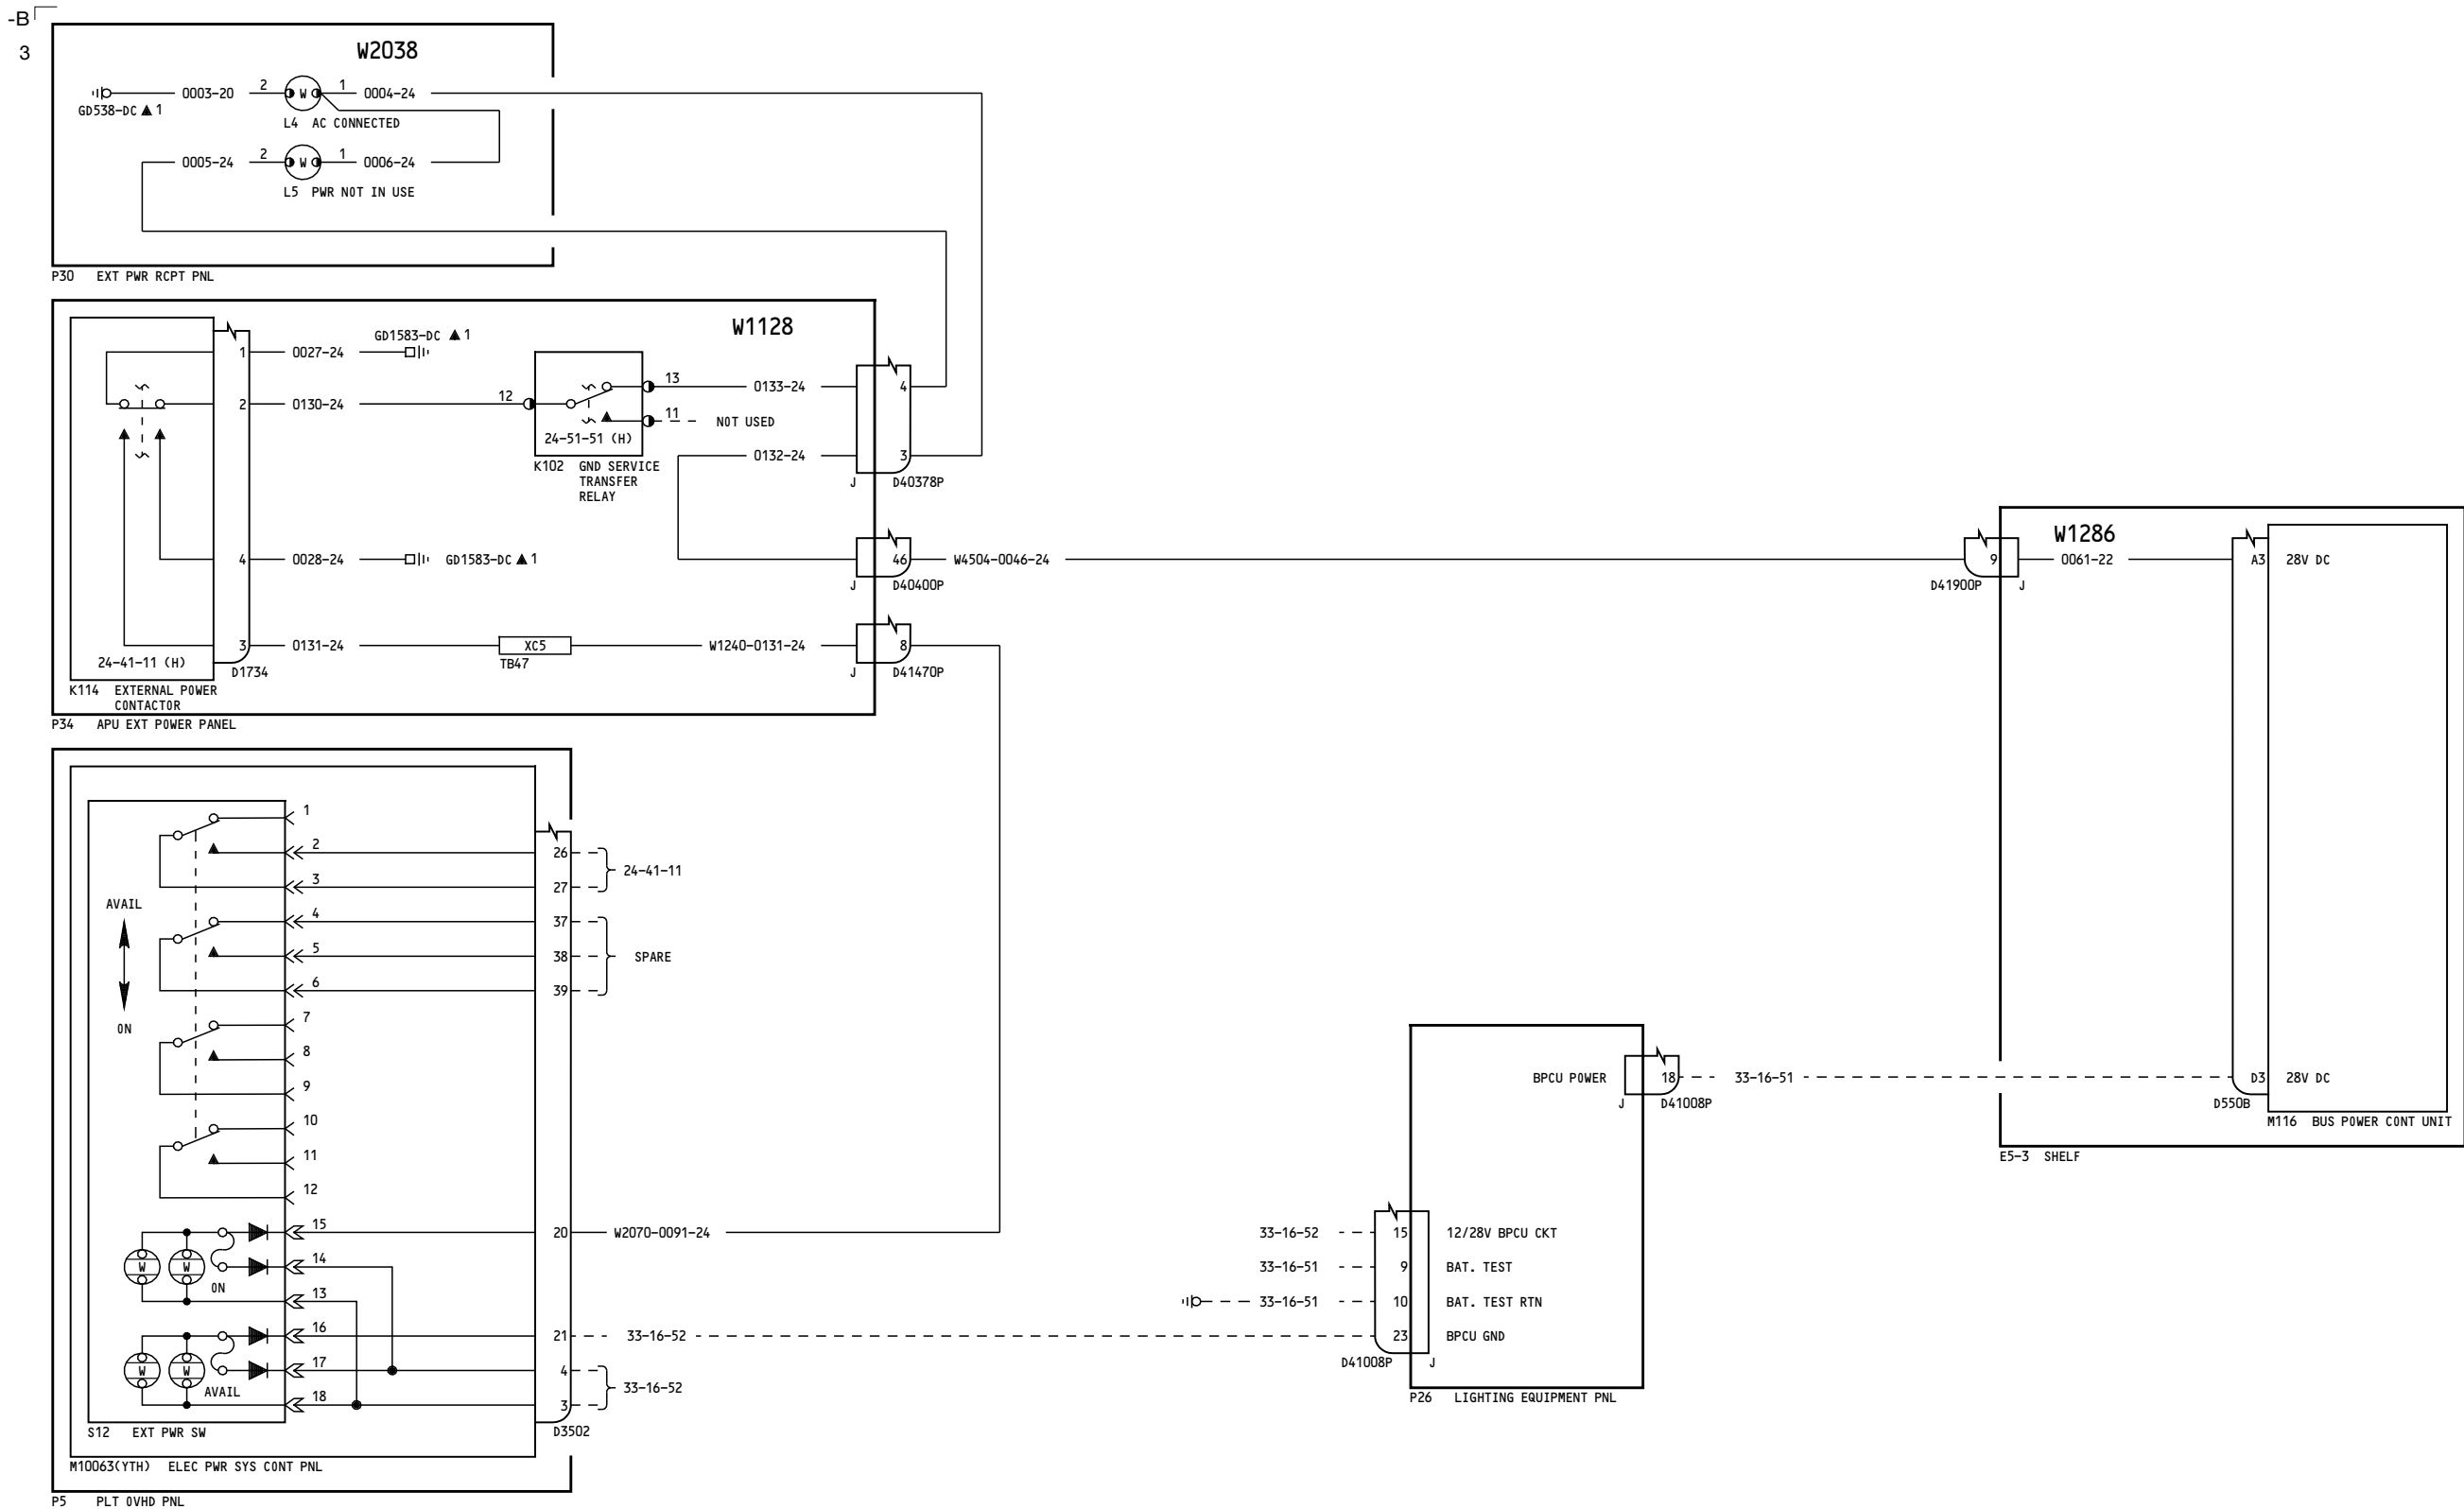 -B
3
W2038
0003-20 2 W 1 0004-24
GD538-DC ▲ 1
L4 AC CONNECTED
0005-24 2 W 1 0006-24
L5 PWR NOT IN USE
P30 EXT PWR RCPT PNL
W1128
GD1583-DC ▲ 1
1 0027-24
13 0133-24 4
2 0130-24 12
11 NOT USED
24-51-51 (H)
0132-24 3
K102 GND SERVICE
TRANSFER
RELAY
J D40378P
W1286
4 0028-24 GD1583-DC ▲ 1
46 W4504-0046-24
9 0061-22 A3 28V DC
J D40400P
D41900P J
3 0131-24 XC5 W1240-0131-24 8
TB47
24-41-11 (H)
D1734
J D41470P
K114 EXTERNAL POWER
CONTACTOR
P34 APU EXT POWER PANEL
1
2 26
24-41-11
3 27
AVAIL
4 37
5 38 SPARE
6 39
ON
7
8
9
10
11
12
BPCU POWER 18 33-16-51 D3 28V DC
J D41008P
D550B
M116 BUS POWER CONT UNIT
E5-3 SHELF
15 20 W2070-0091-24
33-16-52 15 12/28V BPCU CKT
W W 14
33-16-51 9 BAT. TEST
ON
13
33-16-51 10 BAT. TEST RTN
16 21 33-16-52 23 BPCU GND
D41008P J
W W 17 4
AVAIL
33-16-52
18 3
P26 LIGHTING EQUIPMENT PNL
S12 EXT PWR SW
D3502
M10063(YTH) ELEC PWR SYS CONT PNL
P5 PLT OVHD PNL